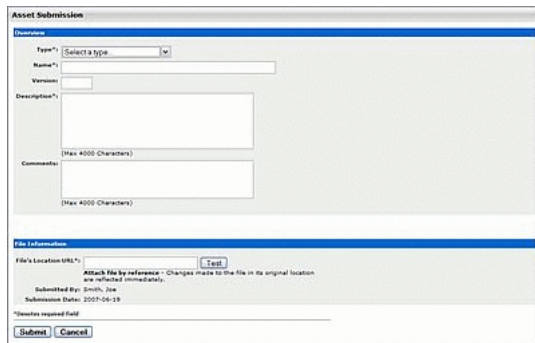 Asset Submission
Overview
Type*: Select a type...
Name*:
Version:
Description*:
(Max 4000 Characters)
Comments:
(Max 4000 Characters)
File Information
File's Location URL*: Test
Attach file by reference - Changes made to the file in its original location
are reflected immediately.
Submitted By: Smith, Joe
Submission Date: 2007-06-19
*Denotes required field
Submit Cancel